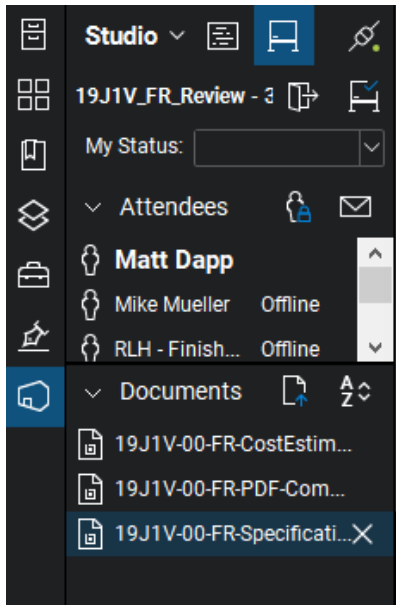 Studio
19J1V_FR_Review - 3
My Status:
Attendees
Matt Dapp
Mike Mueller Offline
RLH - Finish... Offline
Documents
A
Z
19J1V-00-FR-CostEstim...
19J1V-00-FR-PDF-Com...
19J1V-00-FR-Specificati...